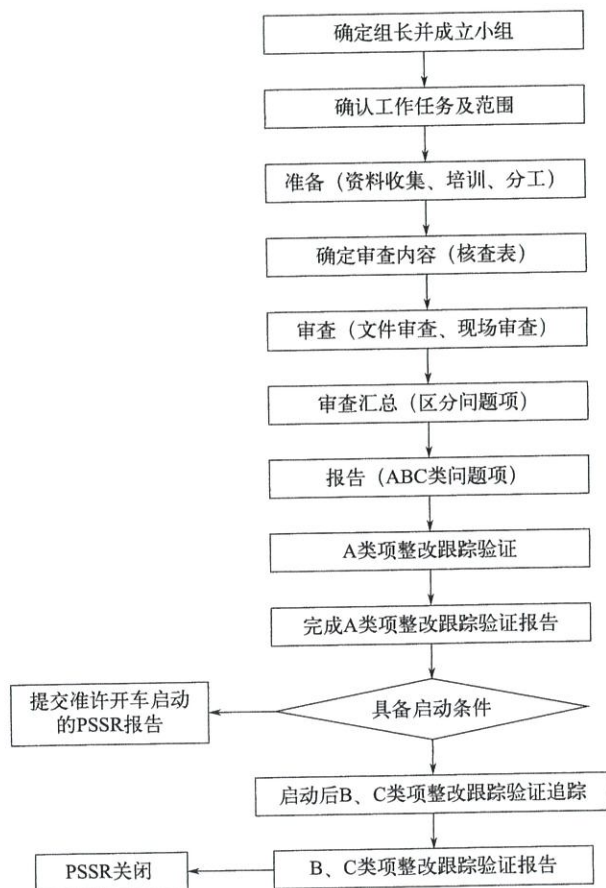 确定组长并成立小组
确认工作任务及范围
准备（资料收集、培训、分工）
确定审查内容（核查表）
审查（文件审查、现场审查）
审查汇总（区分问题项）
报告（ABC类问题项）
A类项整改跟踪验证
完成A类项整改跟踪验证报告
具备启动条件
提交准许开车启动
的PSSR报告
启动后B、C类项整改跟踪验证追踪
B、C类项整改跟踪验证报告
PSSR关闭